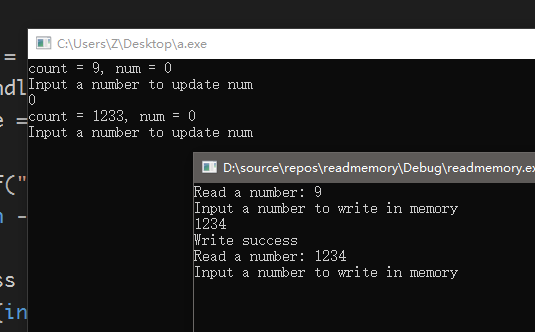 C:\Users\Z\Desktop\a.exe
count = 9, num = 0
Input a number to update num
0
count = 1233, num = 0
Input a number to update num
D:\source\repos\readmemory\Debug\readmemory.ex
Read a number: 9
Input a number to write in memory
1234
Write success
Read a number: 1234
Input a number to write in memory
=
ndl
e =
f("
n -
ss
[in